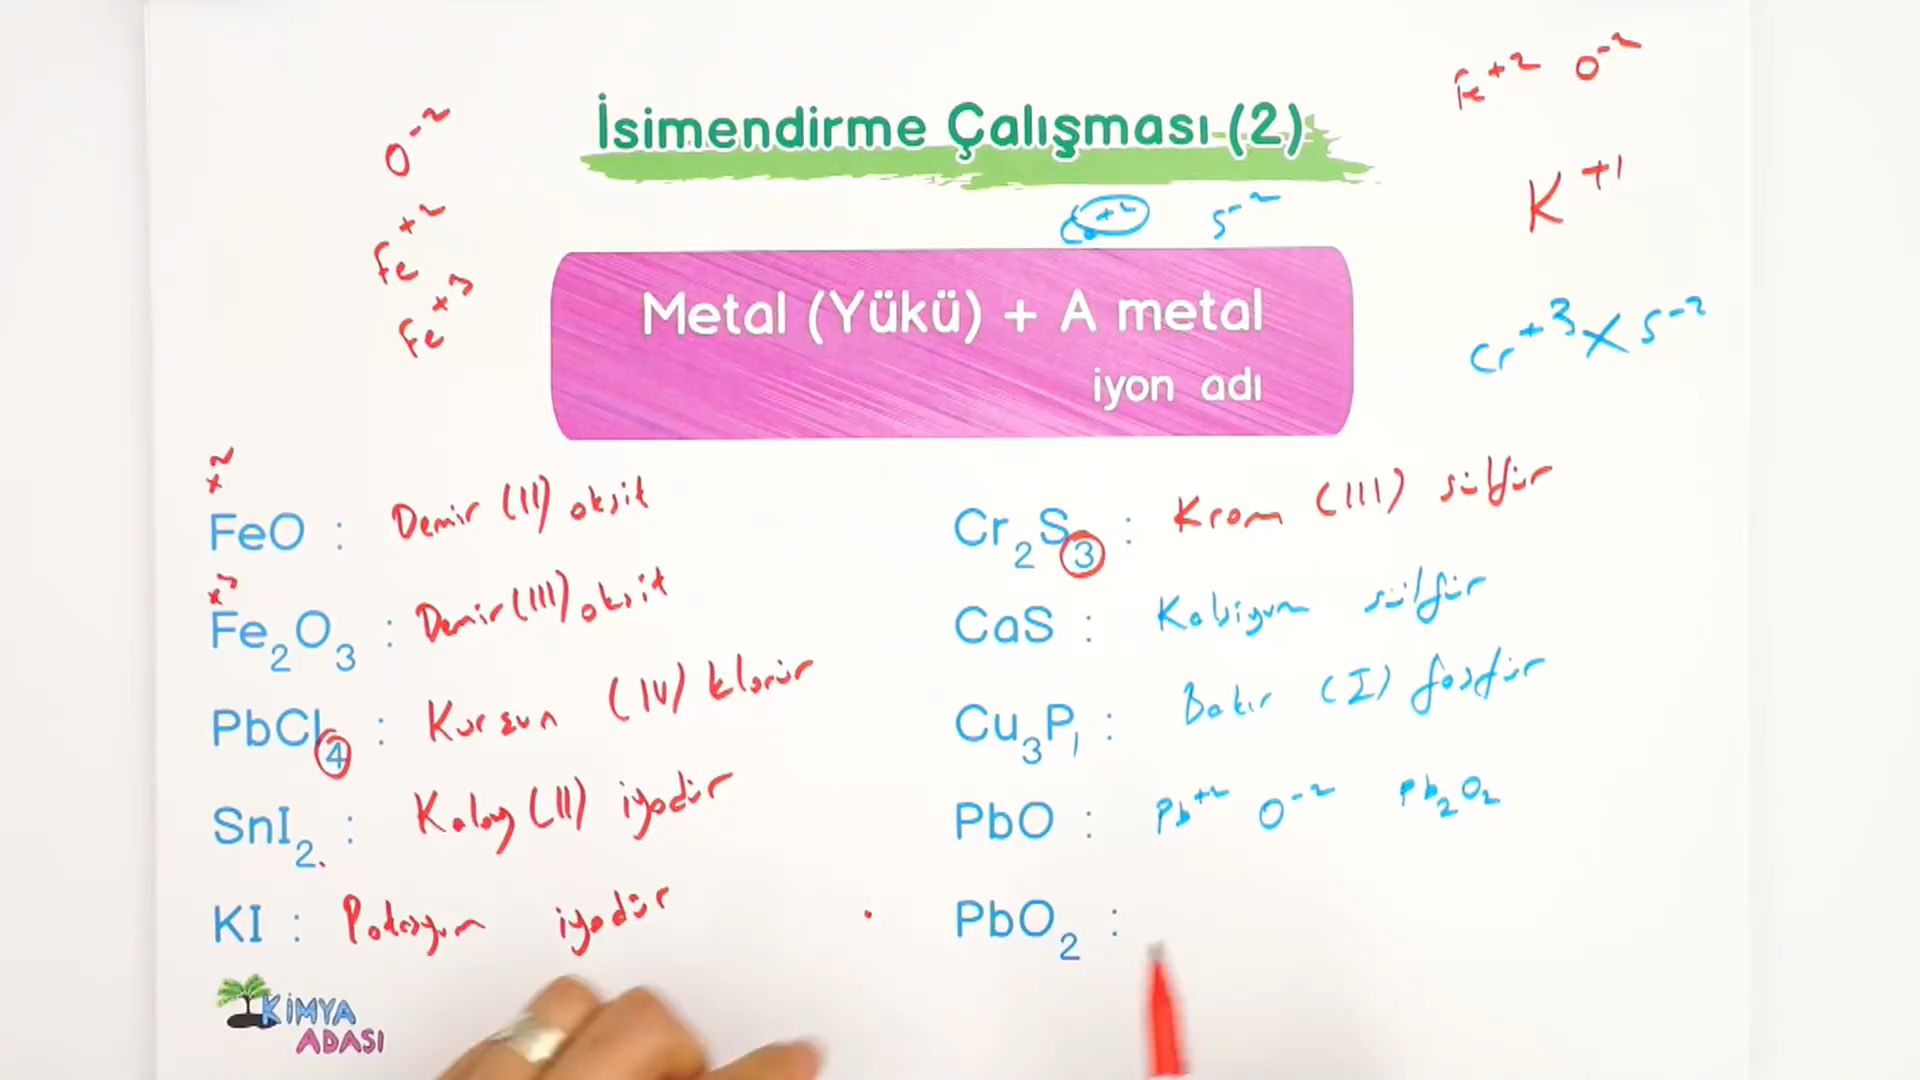 İsimendirme Çalışması (2)
Metal (Yükü) + A metal
iyon adı
O⁻²
Fe⁺²
Fe⁺³
Fe⁺² O⁻²
K⁺¹
Cr⁺³ X S⁻²
⁺² S⁻²
+2
FeO : Demir (II) oksit
+3
Fe₂O₃ : Demir (III) oksit
PbCl₄ : Kurşun (IV) klorür
SnI₂ : Kalay (II) iyodür
KI : Potasyum iyodür
Cr₂S₃ : Krom (III) sülfür
CaS : Kalsiyum sülfür
Cu₃P₁ : Bakır (I) fosfür
PbO : Pb⁺² O⁻² Pb₂O₂
PbO₂ :
KİMYA
ADASI